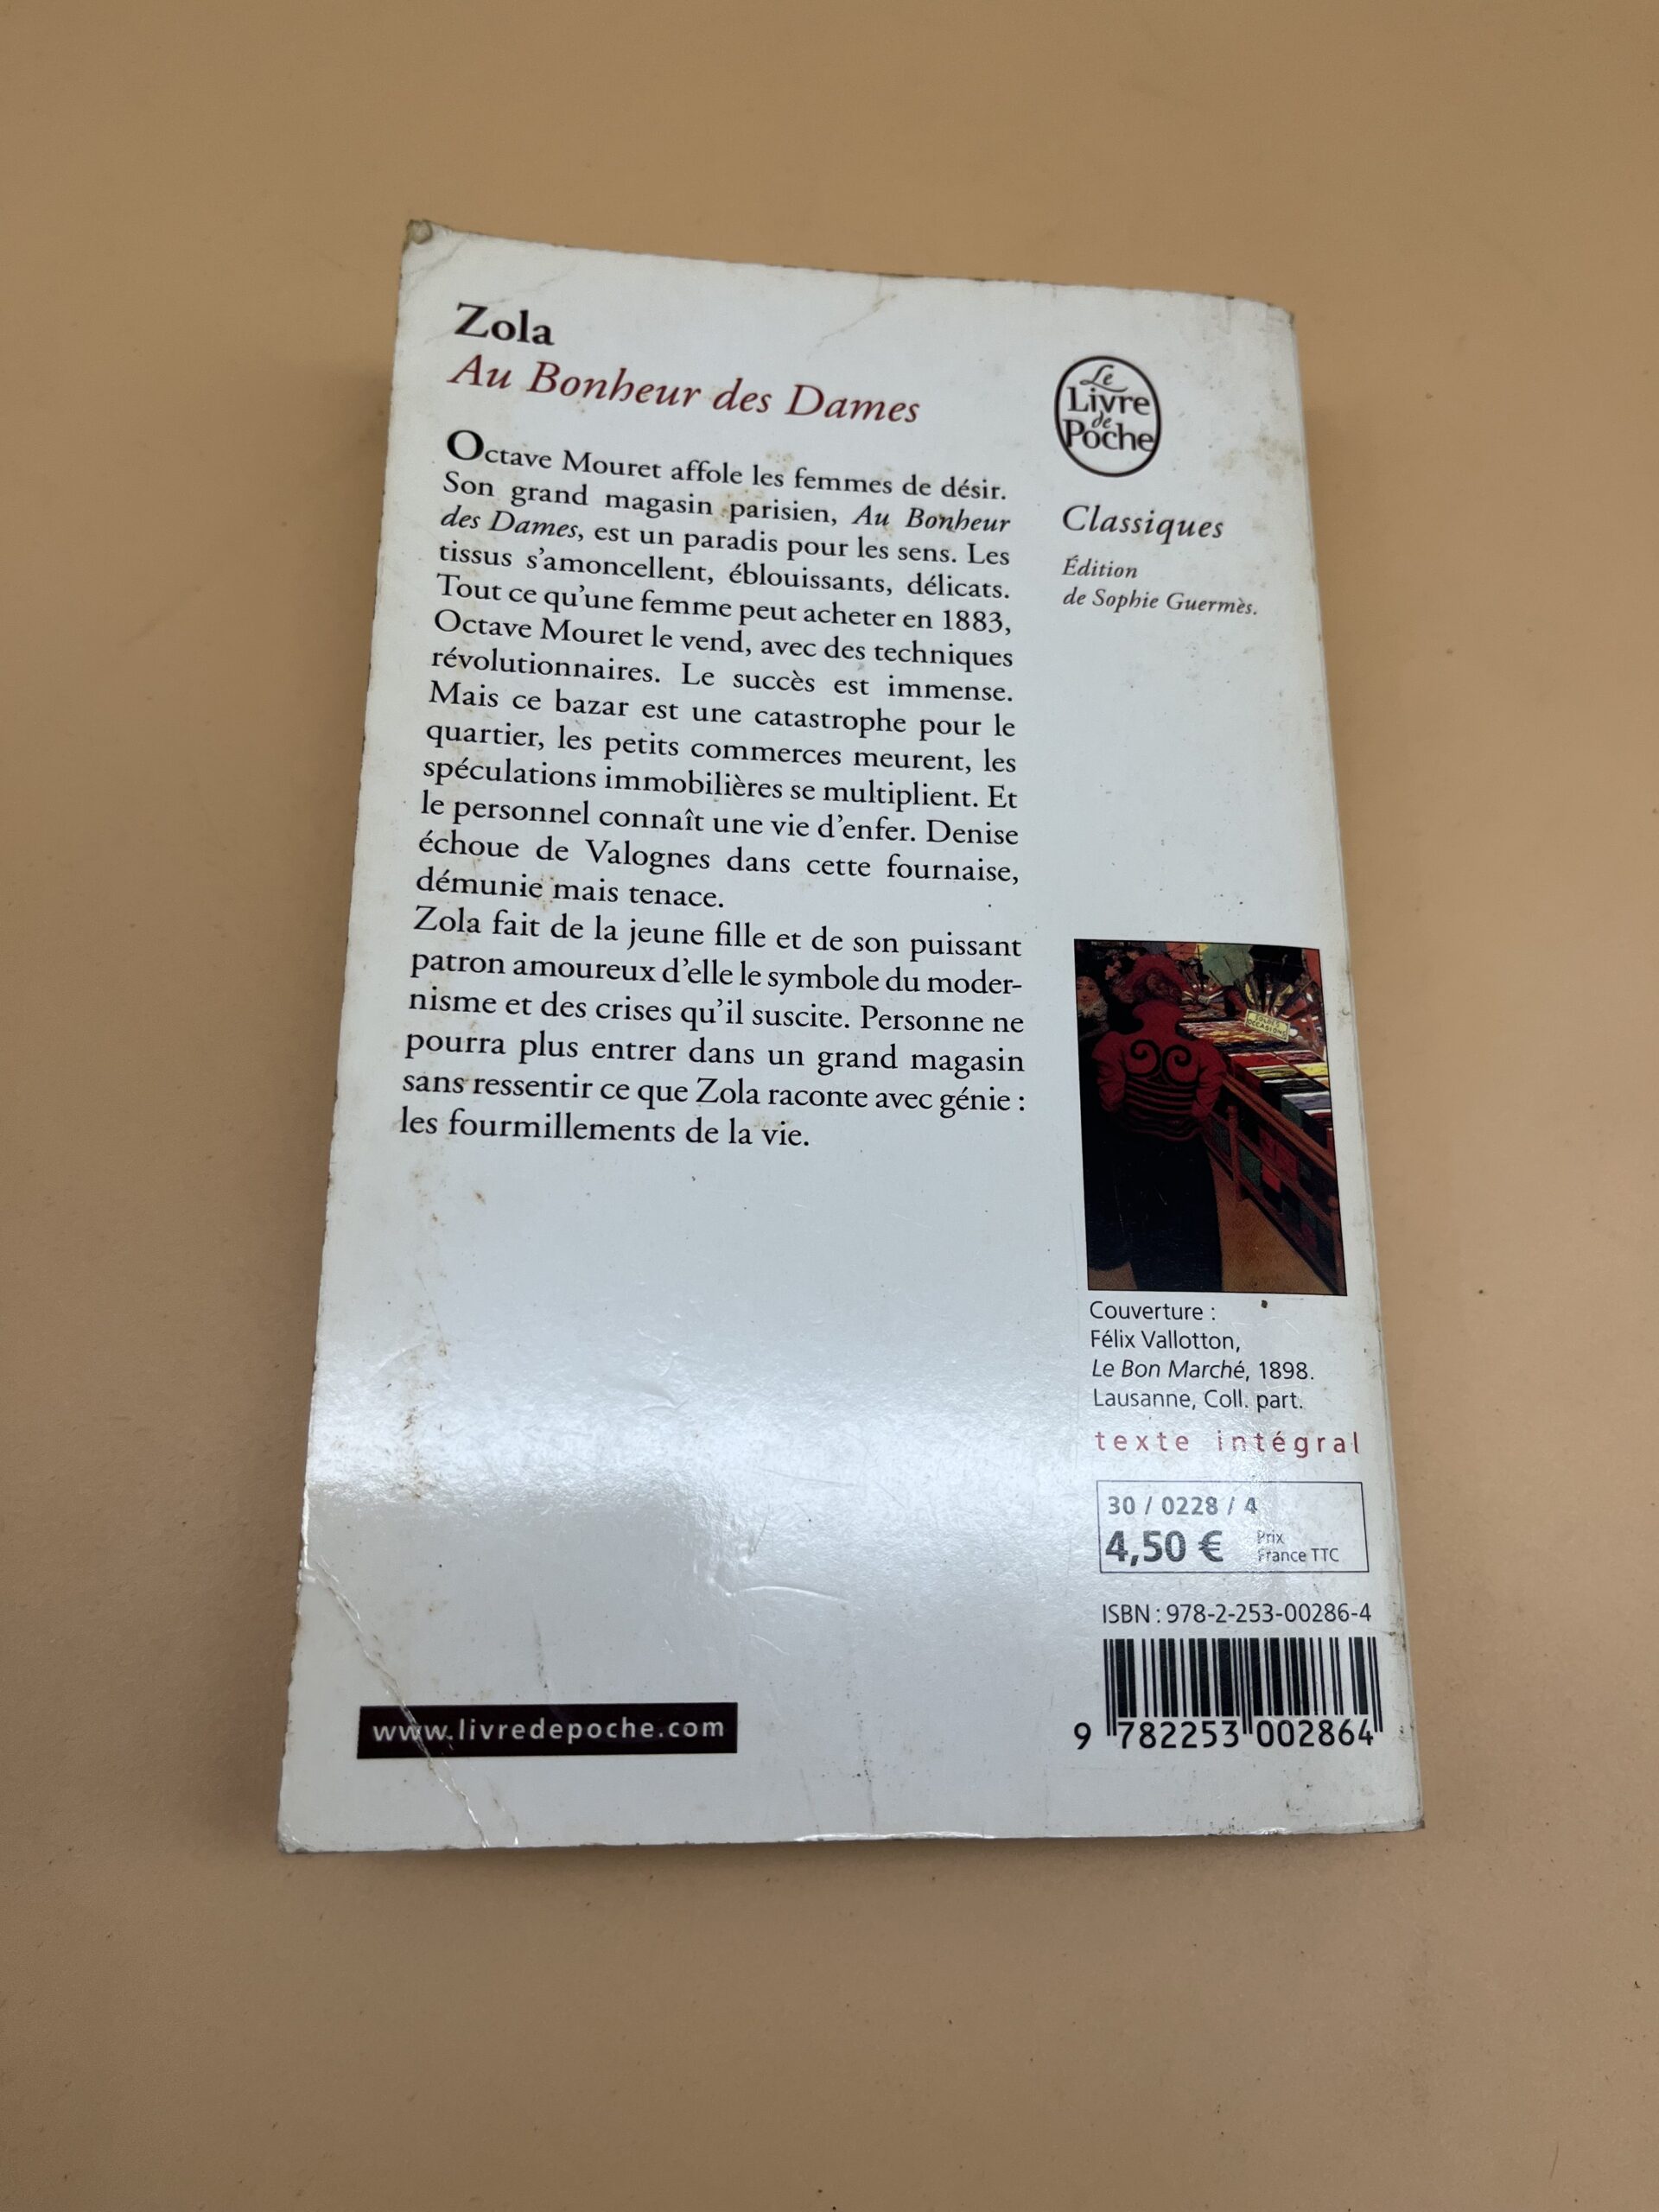 Zola
Au Bonheur des Dames
Octave Mouret affole les femmes de désir.
Son grand magasin parisien, Au Bonheur
des Dames, est un paradis pour les sens. Les
tissus s'amoncellent, éblouissants, délicats.
Tout ce qu'une femme peut acheter en 1883,
Octave Mouret le vend, avec des techniques
révolutionnaires. Le succès est immense.
Mais ce bazar est une catastrophe pour le
quartier, les petits commerces meurent, les
spéculations immobilières se multiplient. Et
le personnel connaît une vie d'enfer. Denise
échoue de Valognes dans cette fournaise,
démunie mais tenace.
Zola fait de la jeune fille et de son puissant
patron amoureux d'elle le symbole du moder-
nisme et des crises qu'il suscite. Personne ne
pourra plus entrer dans un grand magasin
sans ressentir ce que Zola raconte avec génie :
les fourmillements de la vie.
www.livredepoche.com
Le
Livre
de
Poche
Classiques
Édition
de Sophie Guermès.
OCCASIONS
Couverture :
Félix Vallotton,
Le Bon Marché, 1898.
Lausanne, Coll. part.
texte intégral
30 / 0228 / 4
4,50 € Prix
France TTC
ISBN : 978-2-253-00286-4
9 782253 002864